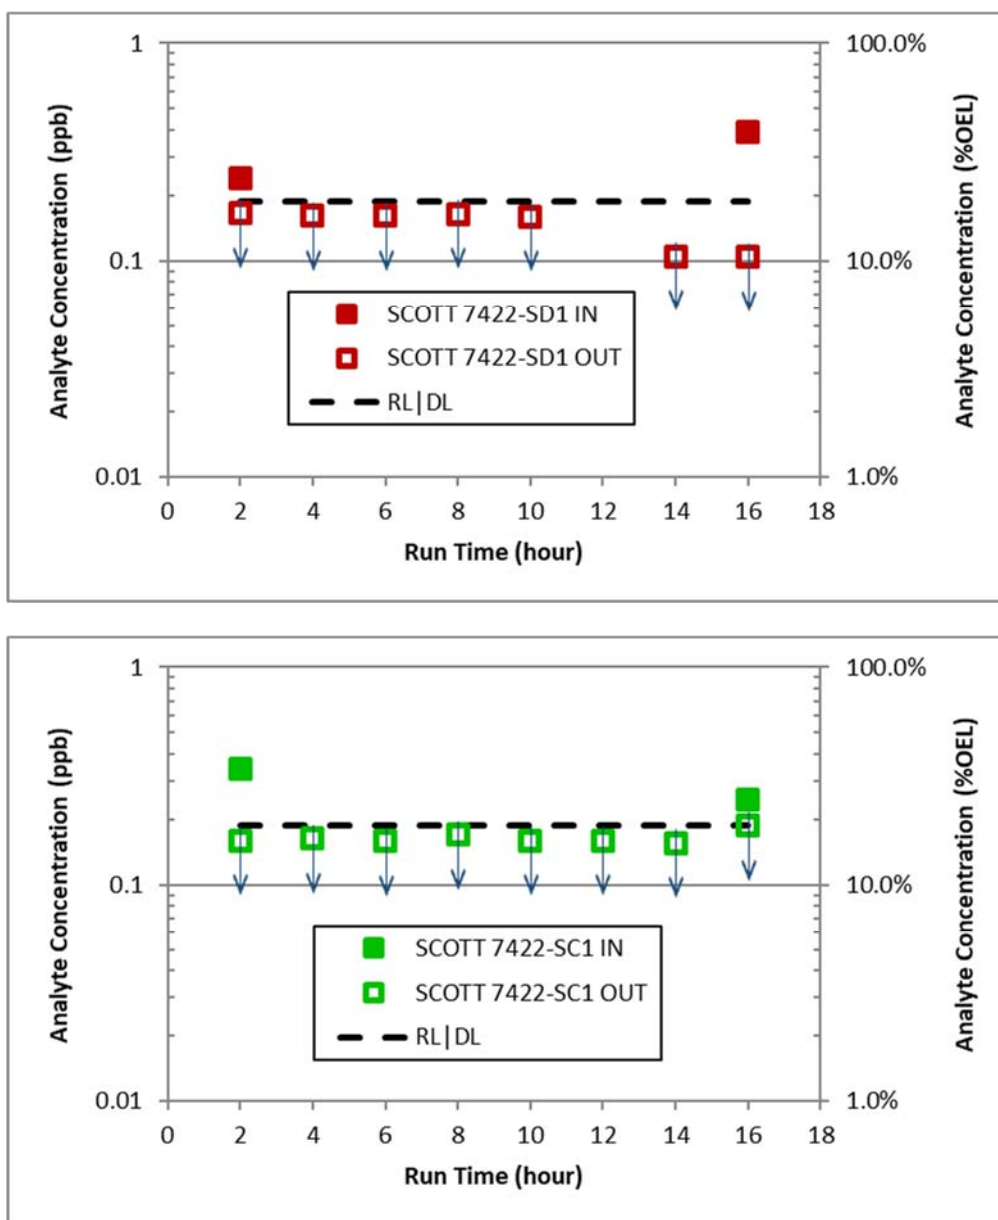 1
100.0%
Analyte Concentration (ppb)
Analyte Concentration (%OEL)
0.1
10.0%
SCOTT 7422-SD1 IN
SCOTT 7422-SD1 OUT
RL|DL
0.01
1.0%
0 2 4 6 8 10 12 14 16 18
Run Time (hour)
1
100.0%
Analyte Concentration (ppb)
Analyte Concentration (%OEL)
0.1
10.0%
SCOTT 7422-SC1 IN
SCOTT 7422-SC1 OUT
RL|DL
0.01
1.0%
0 2 4 6 8 10 12 14 16 18
Run Time (hour)